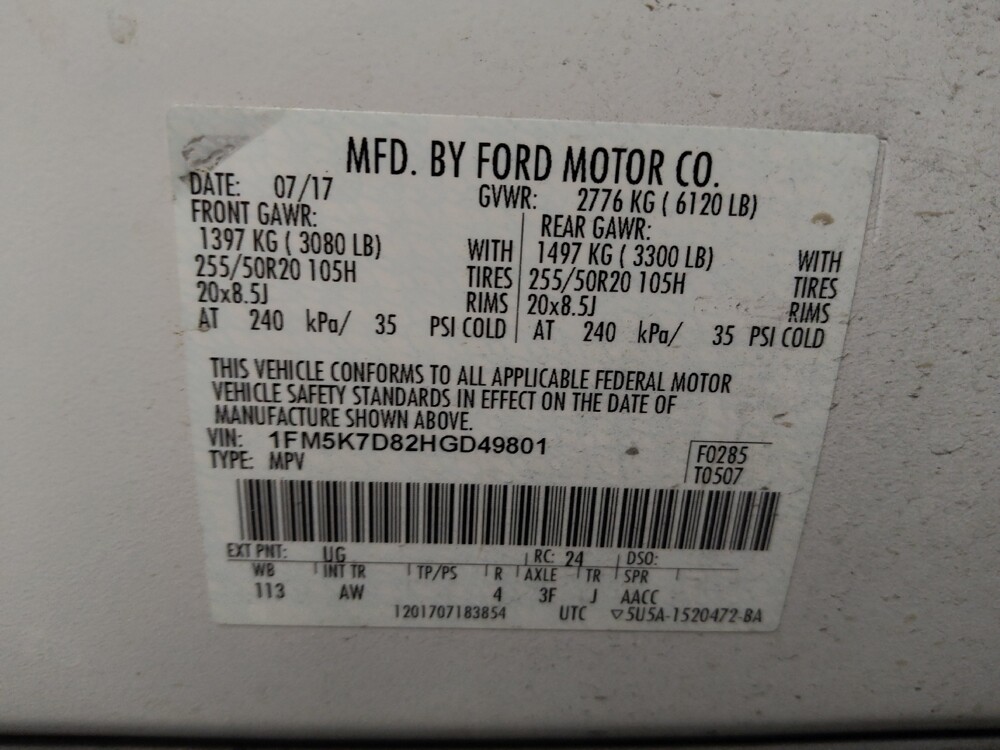 MFD. BY FORD MOTOR CO.
DATE: 07/17 GVWR: 2776 KG ( 6120 LB)
FRONT GAWR: REAR GAWR:
1397 KG ( 3080 LB) WITH 1497 KG ( 3300 LB) WITH
255/50R20 105H TIRES 255/50R20 105H TIRES
20x8.5J RIMS 20x8.5J RIMS
AT 240 kPa/ 35 PSI COLD AT 240 kPa/ 35 PSI COLD
THIS VEHICLE CONFORMS TO ALL APPLICABLE FEDERAL MOTOR
VEHICLE SAFETY STANDARDS IN EFFECT ON THE DATE OF
MANUFACTURE SHOWN ABOVE.
VIN: 1FM5K7D82HGD49801
TYPE: MPV
F0285
T0507
EXT PNT: UG RC: 24 DSO:
WB INT TR TP/PS R AXLE TR SPR
113 AW 4 3F J AACC
1201707183854 UTC ▽5U5A-1520472-BA